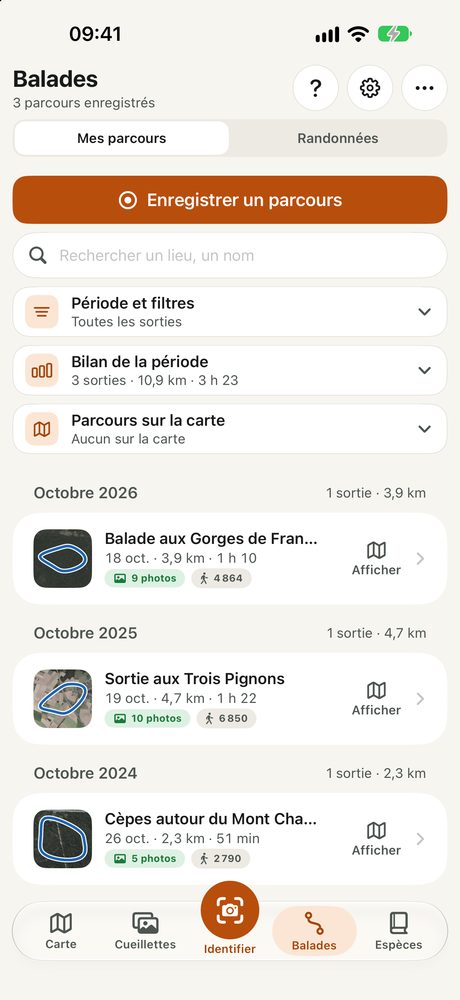 09:41
Balades
3 parcours enregistrés
?
Mes parcours
Randonnées
Enregistrer un parcours
Rechercher un lieu, un nom
Période et filtres
Toutes les sorties
Bilan de la période
3 sorties · 10,9 km · 3 h 23
Parcours sur la carte
Aucun sur la carte
Octobre 2026
1 sortie · 3,9 km
Balade aux Gorges de Fran...
18 oct. · 3,9 km · 1 h 10
9 photos
4 864
Afficher
Octobre 2025
1 sortie · 4,7 km
Sortie aux Trois Pignons
19 oct. · 4,7 km · 1 h 22
10 photos
6 850
Afficher
Octobre 2024
1 sortie · 2,3 km
Cèpes autour du Mont Cha...
26 oct. · 2,3 km · 51 min
5 photos
2 790
Afficher
Carte
Cueillettes
Identifier
Balades
Espèces